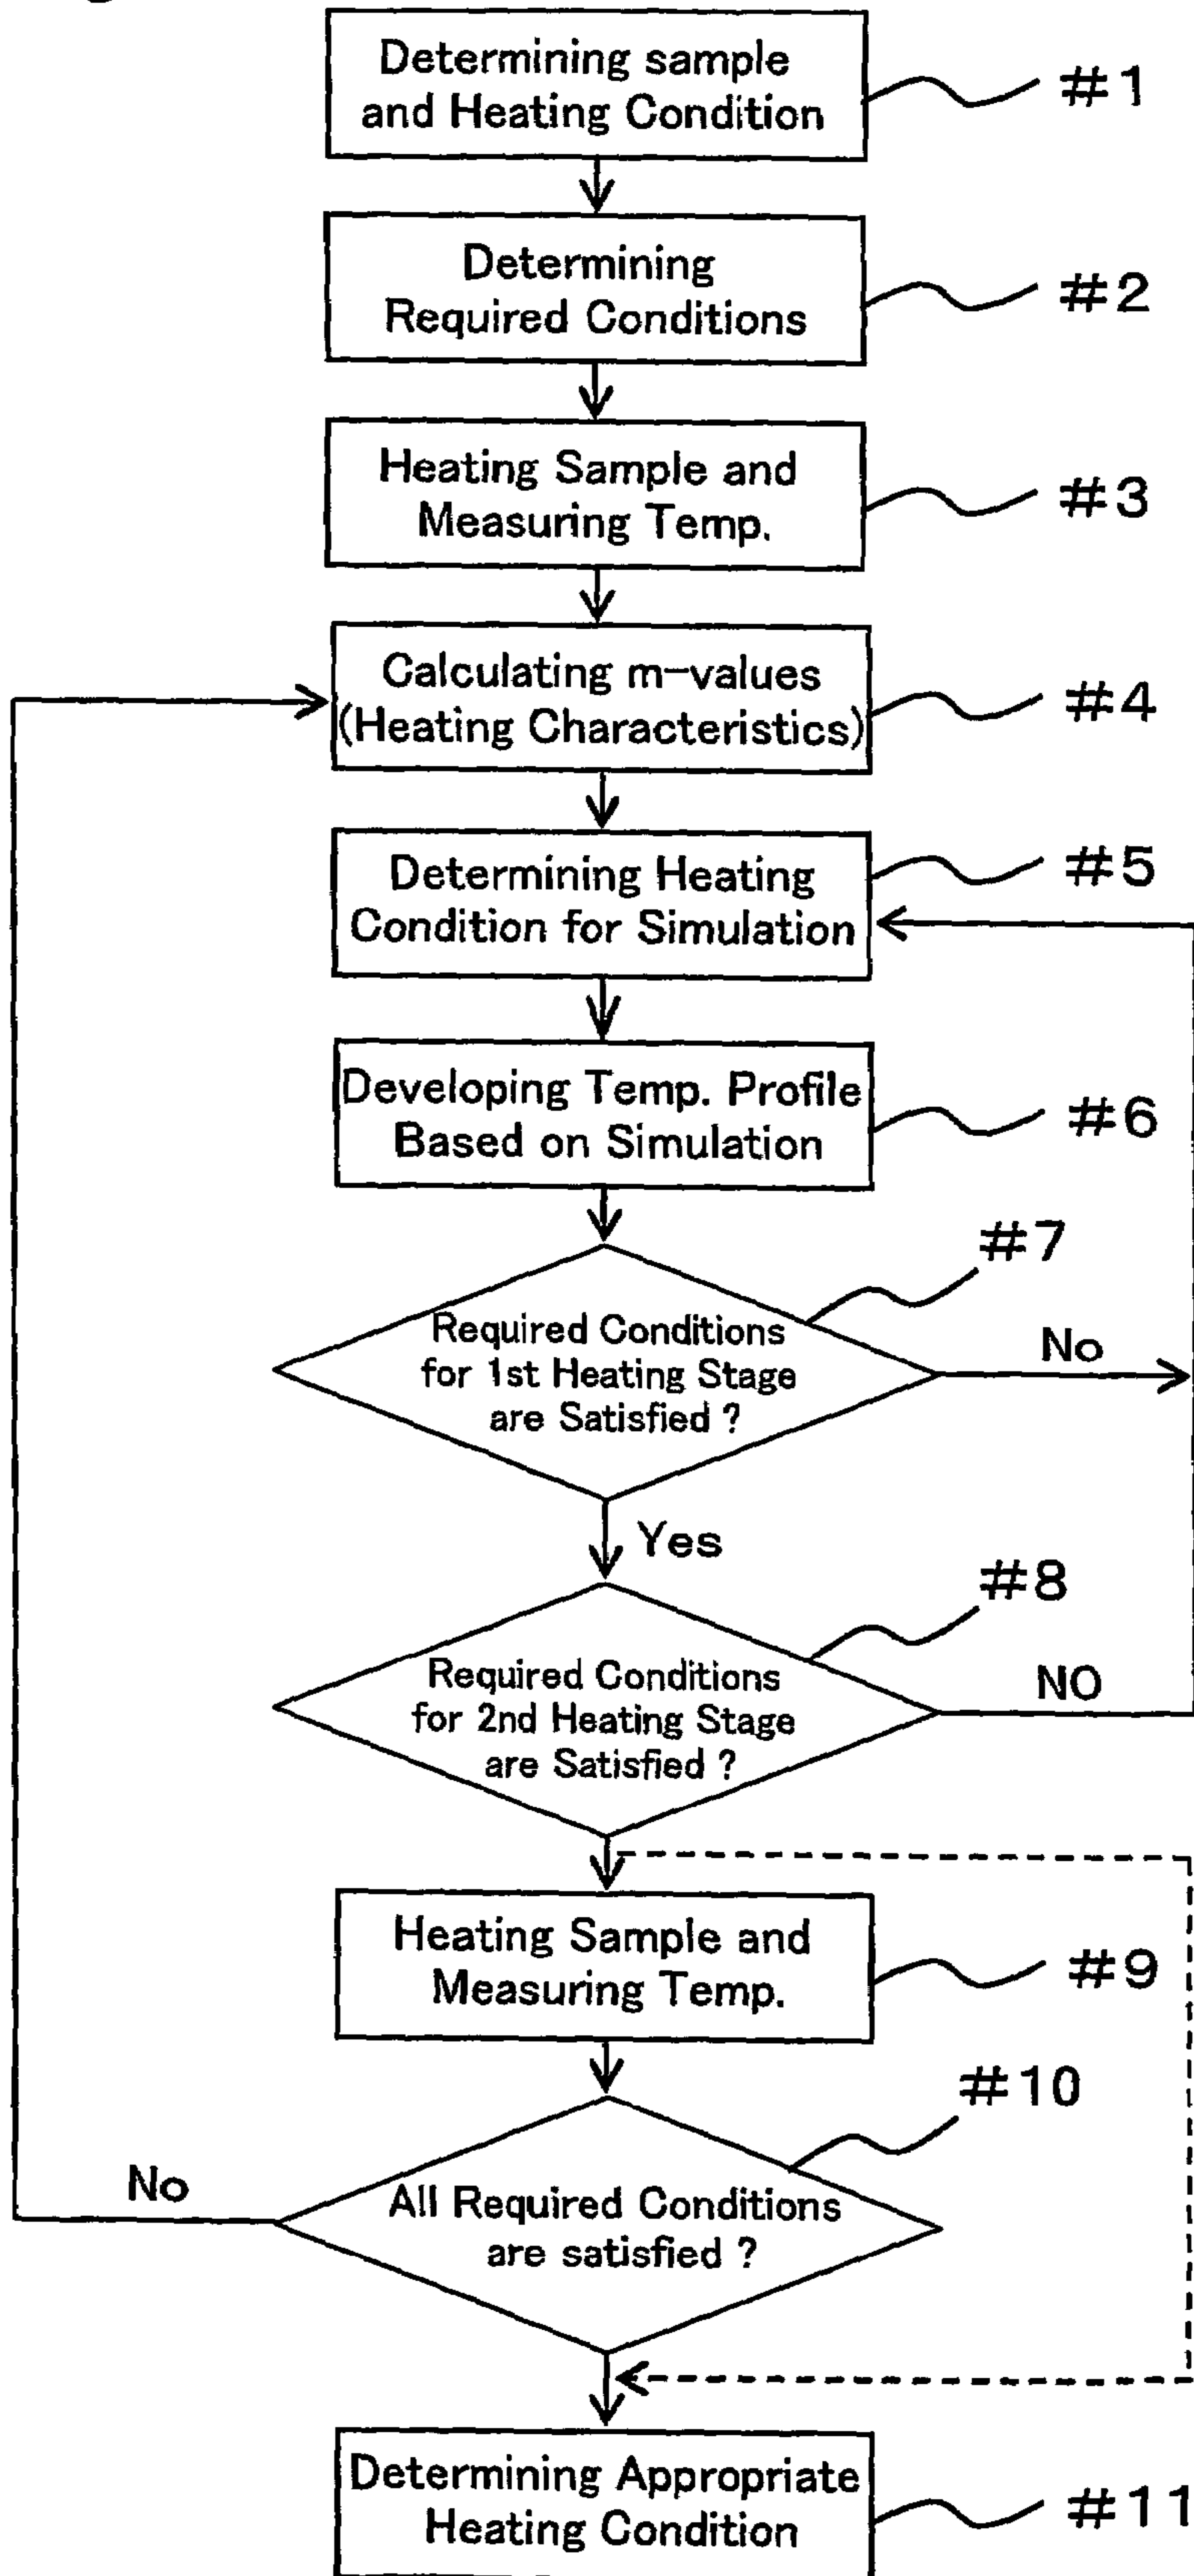 Determining sample
and Heating Condition
#1
Determining
Required Conditions
#2
Heating Sample and
Measuring Temp.
#3
Calculating m-values
(Heating Characteristics)
#4
Determining Heating
Condition for Simulation
#5
Developing Temp. Profile
Based on Simulation
#6
#7
Required Conditions
for 1st Heating Stage
are Satisfied ?
No
Yes
#8
Required Conditions
for 2nd Heating Stage
are Satisfied ?
NO
Heating Sample and
Measuring Temp.
#9
#10
No
All Required Conditions
are satisfied ?
Determining Appropriate
Heating Condition
#11